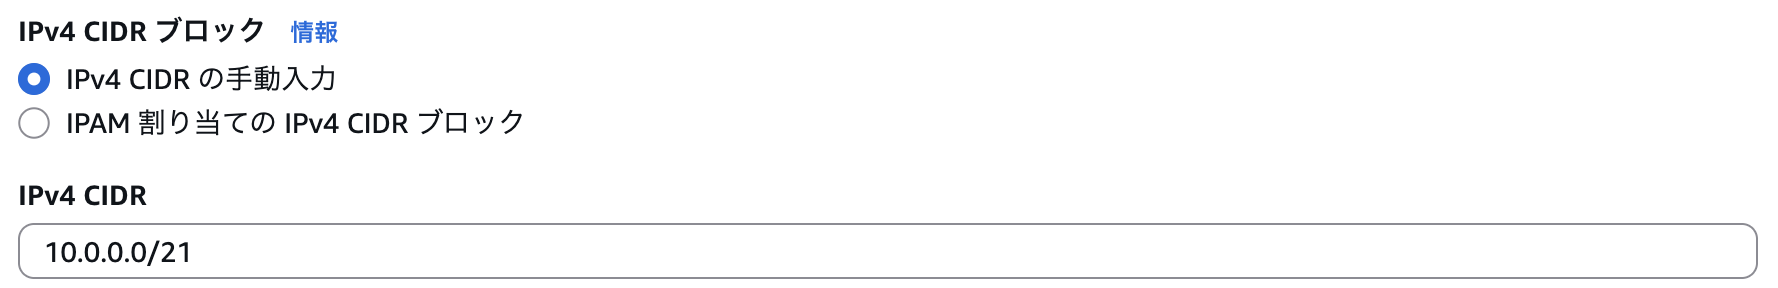 IPv4 CIDR ブロック 情報
IPv4 CIDR の手動入力
IPAM 割り当ての IPv4 CIDR ブロック
IPv4 CIDR
10.0.0.0/21